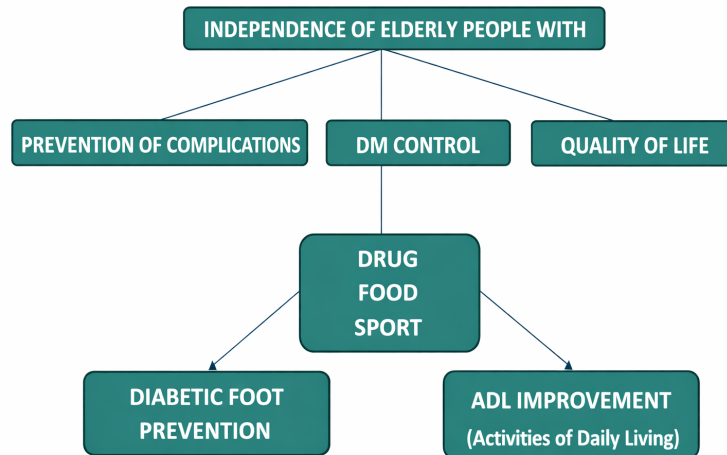 INDEPENDENCE OF ELDERLY PEOPLE WITH
PREVENTION OF COMPLICATIONS
DM CONTROL
QUALITY OF LIFE
DRUG
FOOD
SPORT
DIABETIC FOOT
PREVENTION
ADL IMPROVEMENT
(Activities of Daily Living)